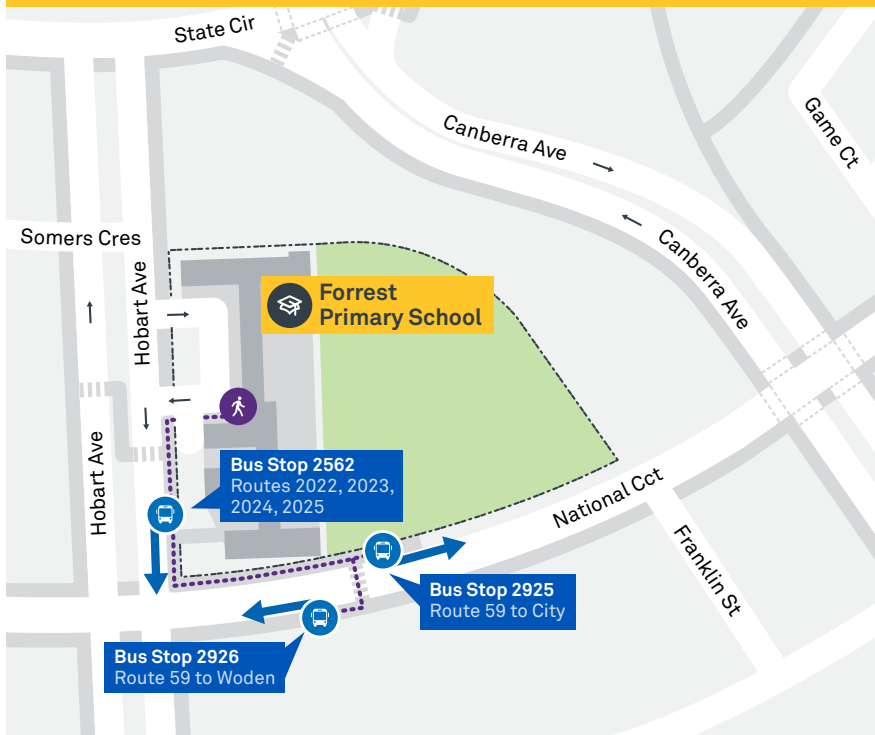 State Cir
Canberra Ave
Game Ct
Somers Cres
Canberra Ave
Hobart Ave
Forrest
Primary School
Hobart Ave
Bus Stop 2562
Routes 2022, 2023,
2024, 2025
National Cct
Franklin St
Bus Stop 2925
Route 59 to City
Bus Stop 2926
Route 59 to Woden